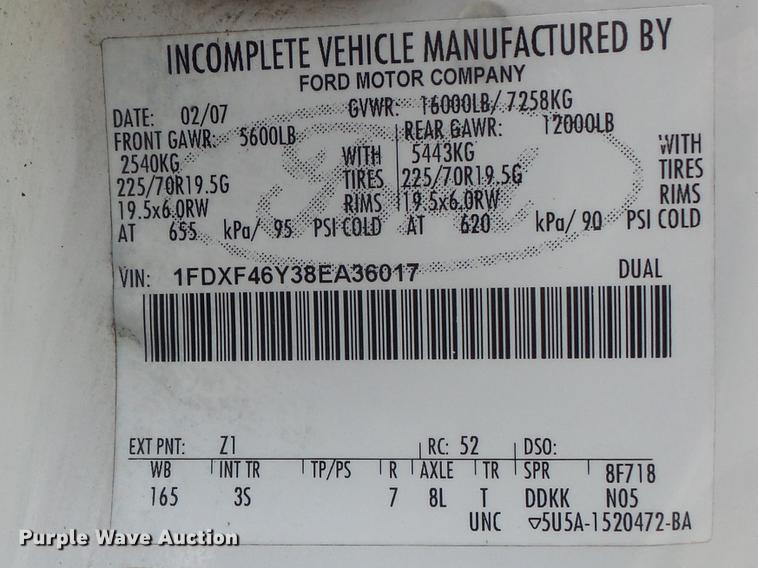 INCOMPLETE VEHICLE MANUFACTURED BY
FORD MOTOR COMPANY
DATE: 02/07 GVWR: 16000LB/ 7258KG
FRONT GAWR: 5600LB REAR GAWR: 12000LB
2540KG WITH 5443KG WITH
225/70R19.5G TIRES 225/70R19.5G TIRES
19.5x6.0RW RIMS 19.5x6.0RW RIMS
AT 655 kPa/ 95 PSI COLD AT 620 kPa/ 90 PSI COLD
VIN: 1FDXF46Y38EA36017 DUAL
EXT PNT: Z1 RC: 52 DSO:
WB INT TR TP/PS R AXLE TR SPR 8F718
165 3S 7 8L T DDKK N05
UNC 5U5A-1520472-BA
Purple Wave Auction